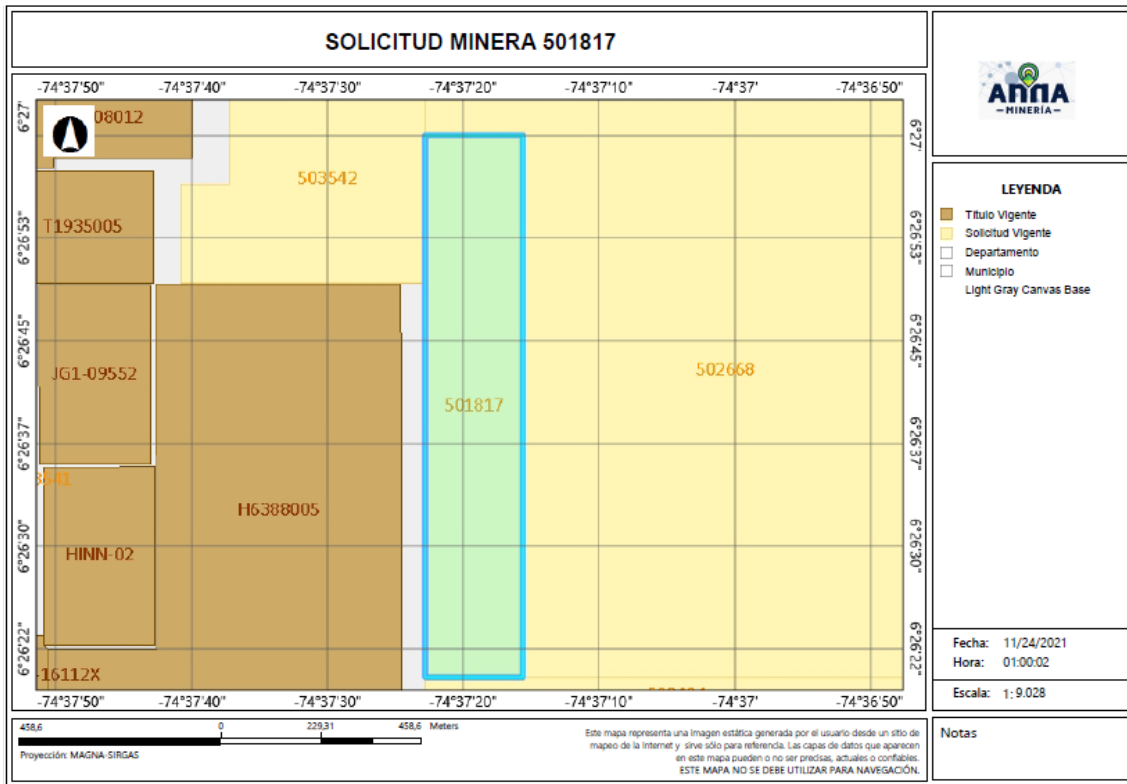 SOLICITUD MINERA 501817
-74°37'50" -74°37'40" -74°37'30" -74°37'20" -74°37'10" -74°37' -74°36'50"
6°27' 6°27'
08012
503542
T1935005
6°26'53" 6°26'53"
6°26'45" 6°26'45"
JG1-09552
502668
501817
6°26'37" 6°26'37"
H6388005
6°26'30" 6°26'30"
HINN-02
6°26'22" 6°26'22"
-16112X
-74°37'50" -74°37'40" -74°37'30" -74°37'20" -74°37'10" -74°37' -74°36'50"
458,6 0 229,31 458,6 Meters
Proyección: MAGNA-SIRGAS
Este mapa representa una imagen estática generada por el usuario desde un sitio de
mapeo de la Internet y sirve sólo para referencia. Las capas de datos que aparecen
en este mapa pueden o no ser precisas, actuales o confiables.
ESTE MAPA NO SE DEBE UTILIZAR PARA NAVEGACIÓN.
ANNA
–MINERÍA–
LEYENDA
Título Vigente
Solicitud Vigente
Departamento
Municipio
Light Gray Canvas Base
Fecha: 11/24/2021
Hora: 01:00:02
Escala: 1: 9.028
Notas